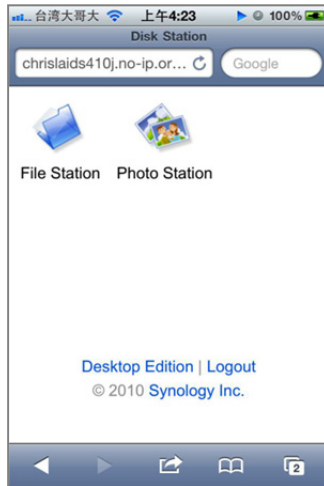 台湾大哥大 上午4:23 100%
Disk Station
chrislaids410j.no-ip.or... Google
File Station Photo Station
Desktop Edition | Logout
© 2010 Synology Inc.
2